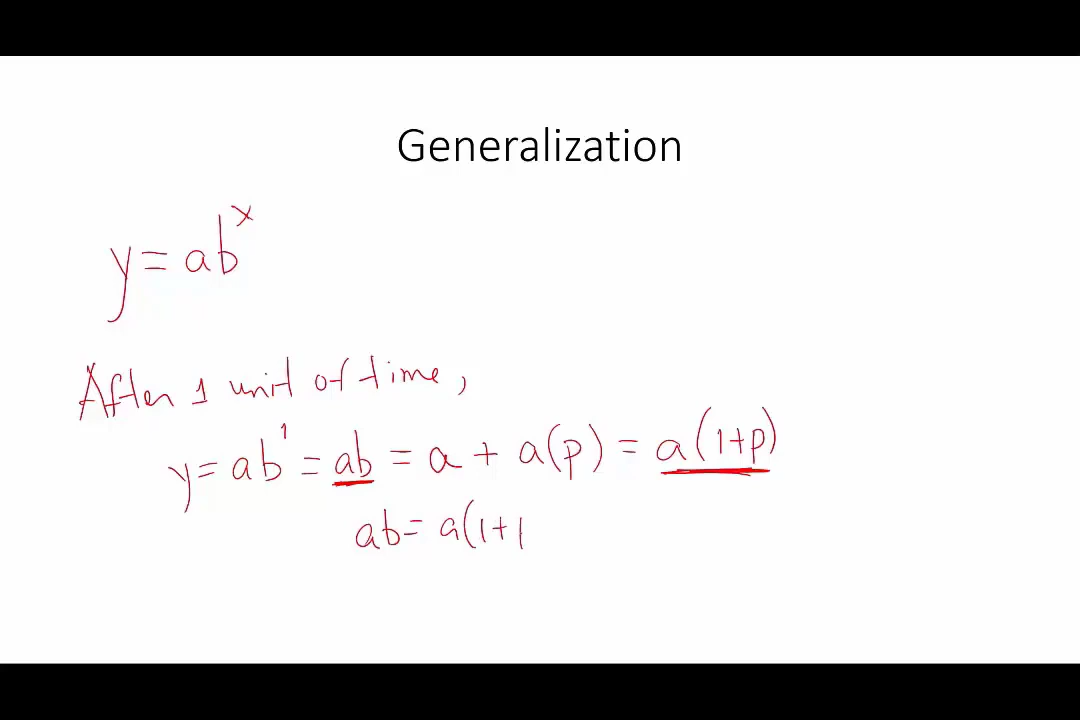 Generalization
y = ab^x
After 1 unit of time,
y = ab^1 = ab = a + a(p) = a(1+p)
ab = a(1+